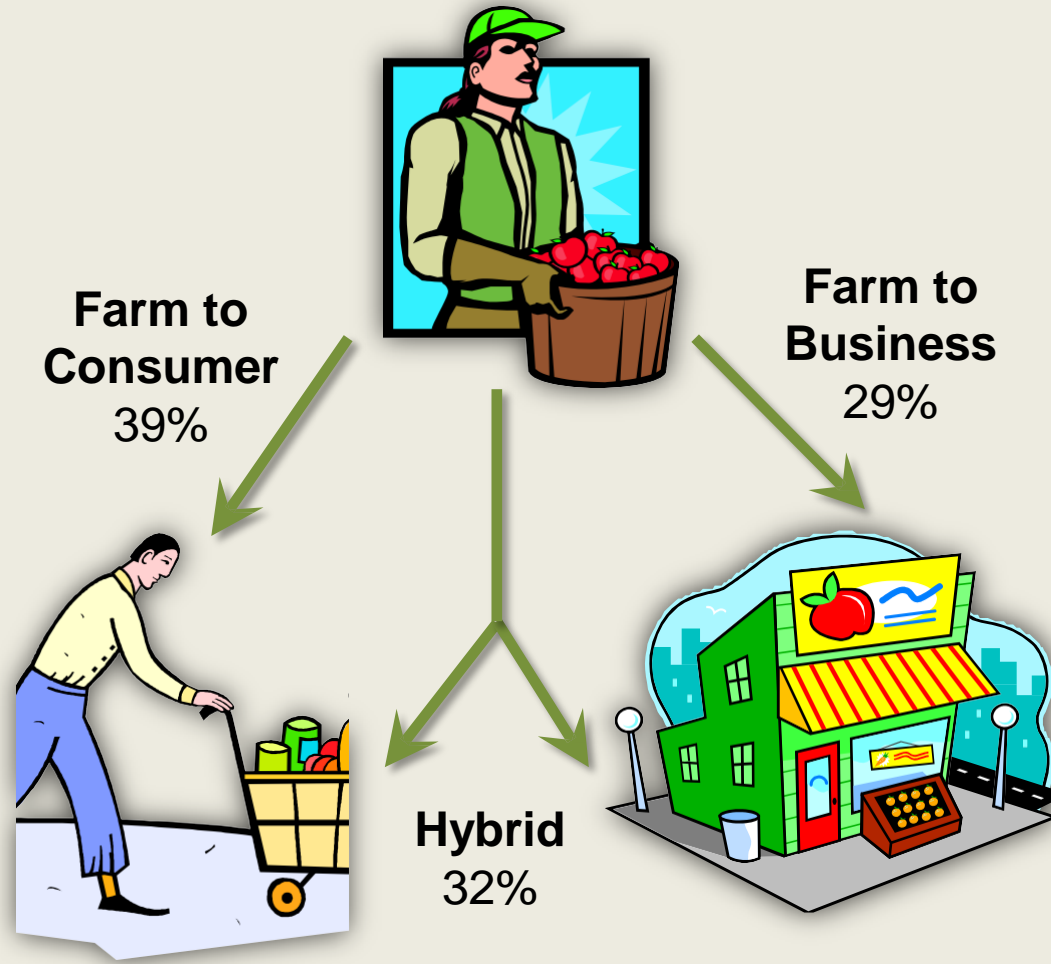 Farm to
Consumer
39%
Farm to
Business
29%
Hybrid
32%